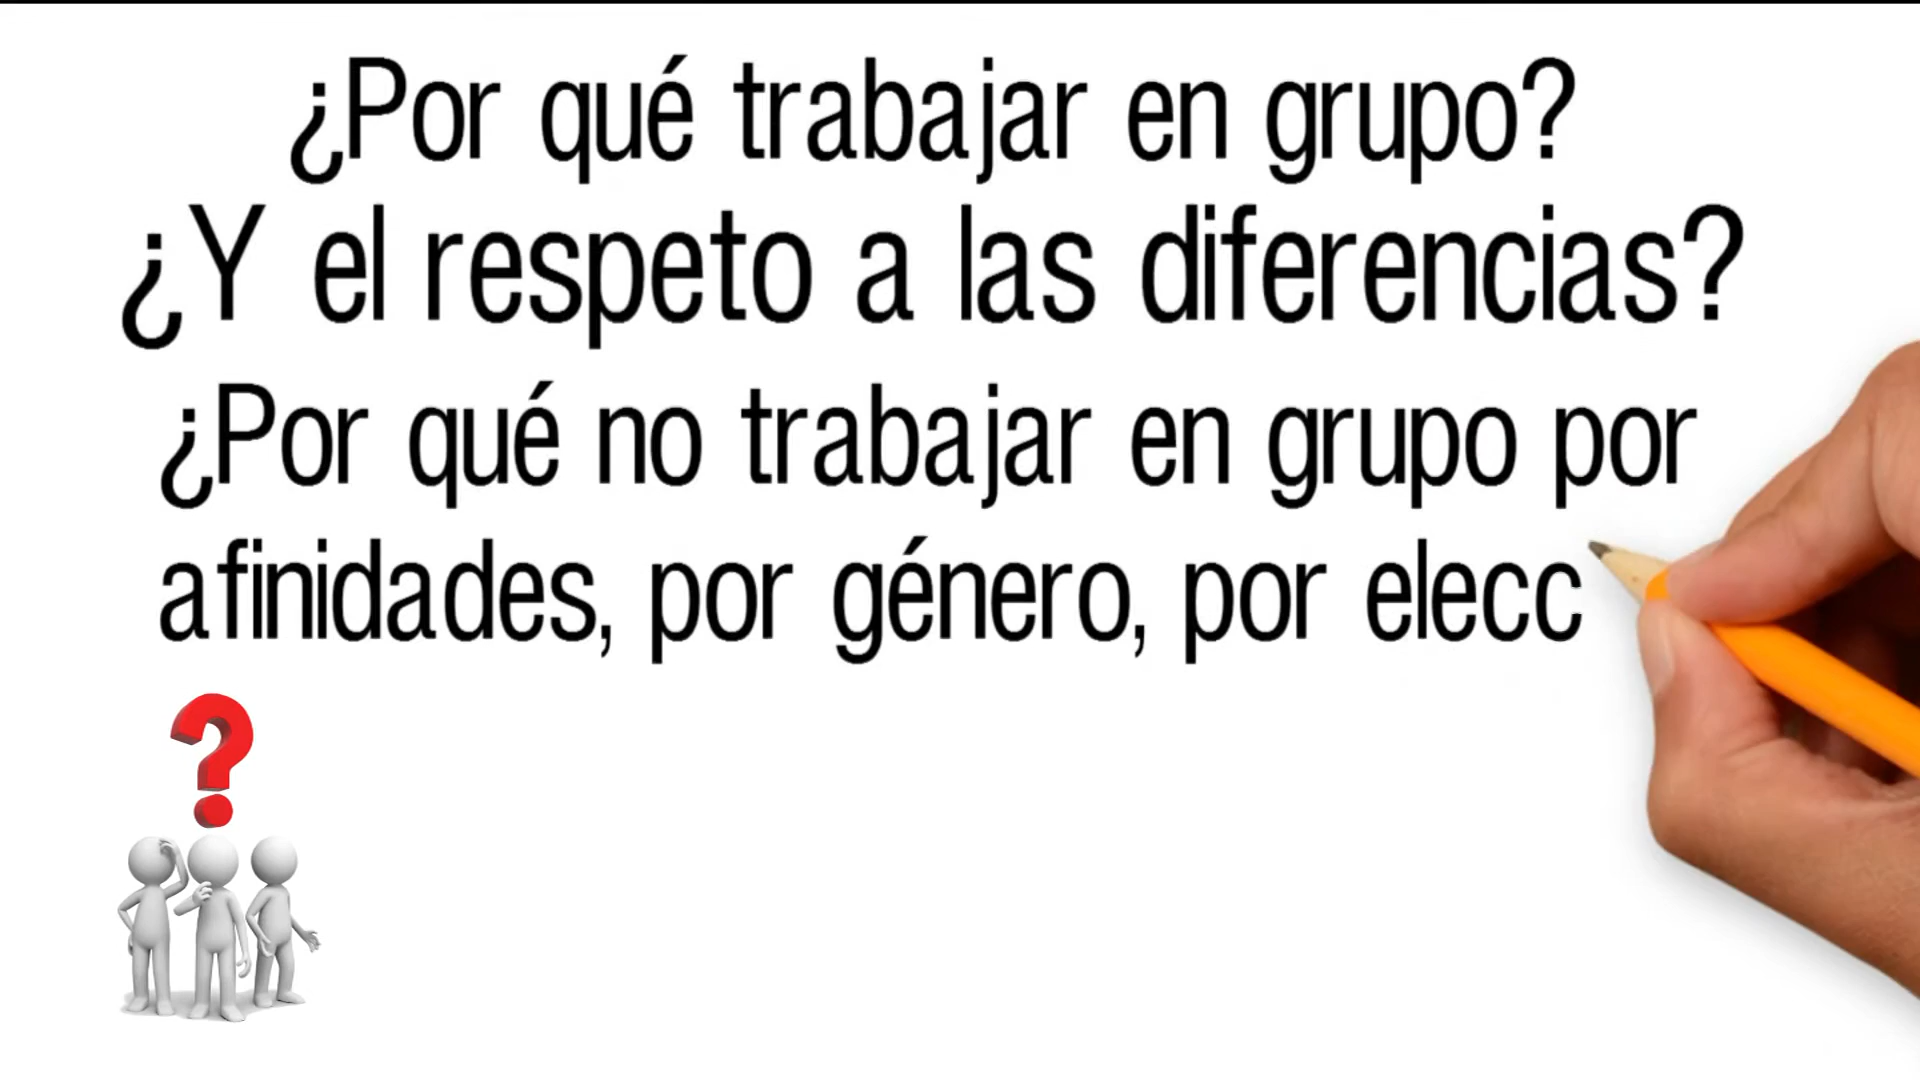 ¿Por qué trabajar en grupo?
¿Y el respeto a las diferencias?
¿Por qué no trabajar en grupo por
afinidades, por género, por elecc
?